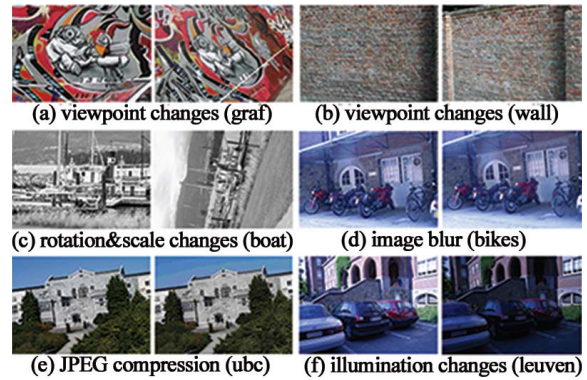 (a) viewpoint changes (graf)
(b) viewpoint changes (wall)
(c) rotation&scale changes (boat)
(d) image blur (bikes)
(e) JPEG compression (ubc)
(f) illumination changes (leuven)